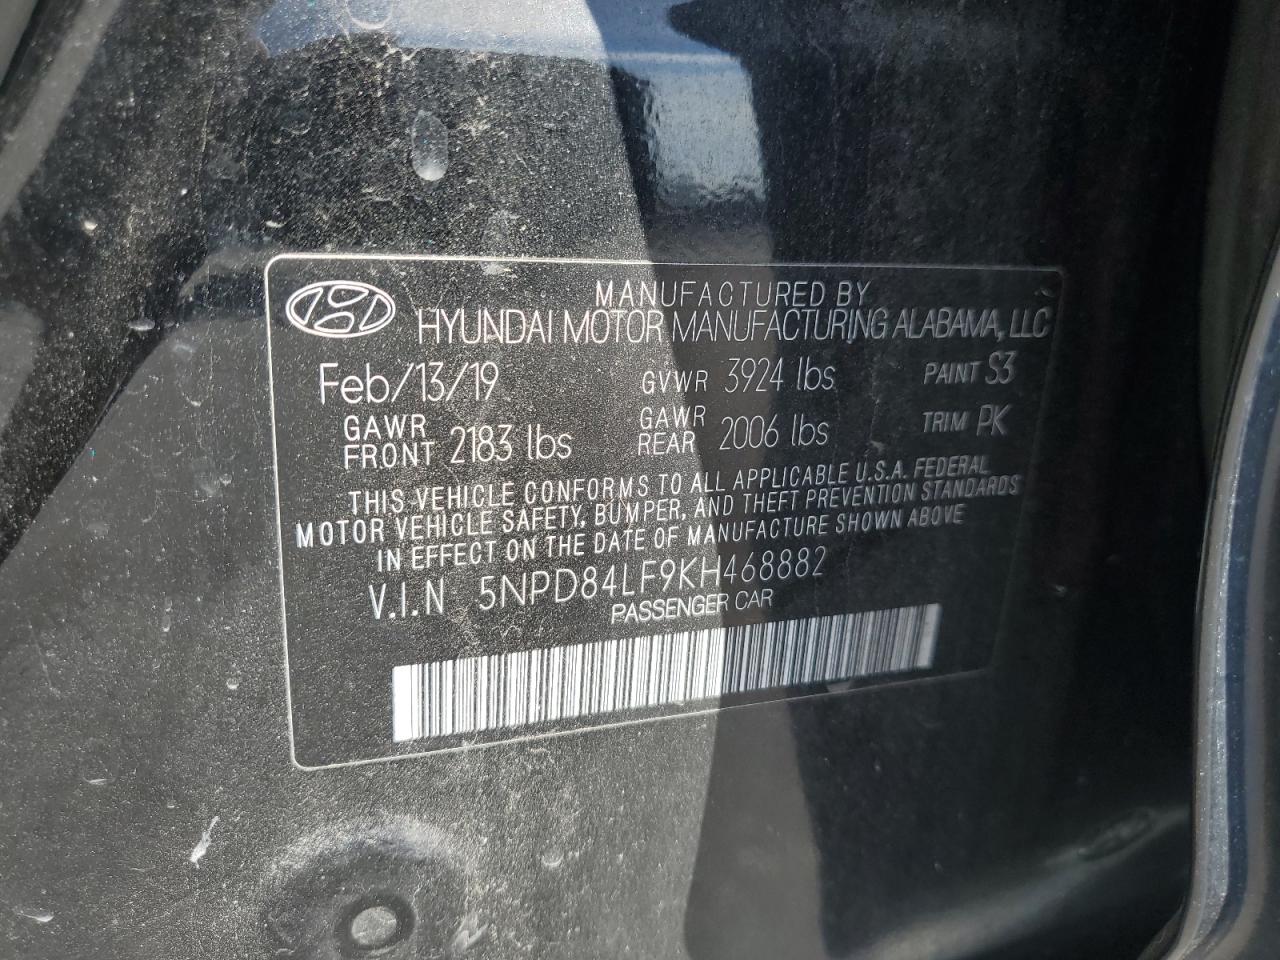 MANUFACTURED BY
HYUNDAI MOTOR MANUFACTURING ALABAMA, LLC
Feb/13/19 GVWR 3924 lbs PAINT S3
GAWR FRONT 2183 lbs GAWR REAR 2006 lbs TRIM PK
THIS VEHICLE CONFORMS TO ALL APPLICABLE U.S.A. FEDERAL
MOTOR VEHICLE SAFETY, BUMPER, AND THEFT PREVENTION STANDARDS
IN EFFECT ON THE DATE OF MANUFACTURE SHOWN ABOVE
V.I.N 5NPD84LF9KH468882
PASSENGER CAR